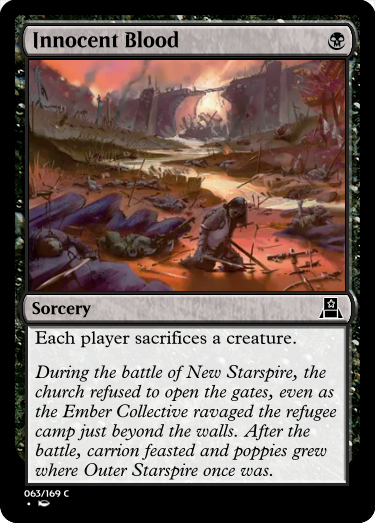 Innocent Blood
Sorcery
Each player sacrifices a creature.
During the battle of New Starspire, the
church refused to open the gates, even as
the Ember Collective ravaged the refugee
camp just beyond the walls. After the
battle, carrion feasted and poppies grew
where Outer Starspire once was.
063/169 C